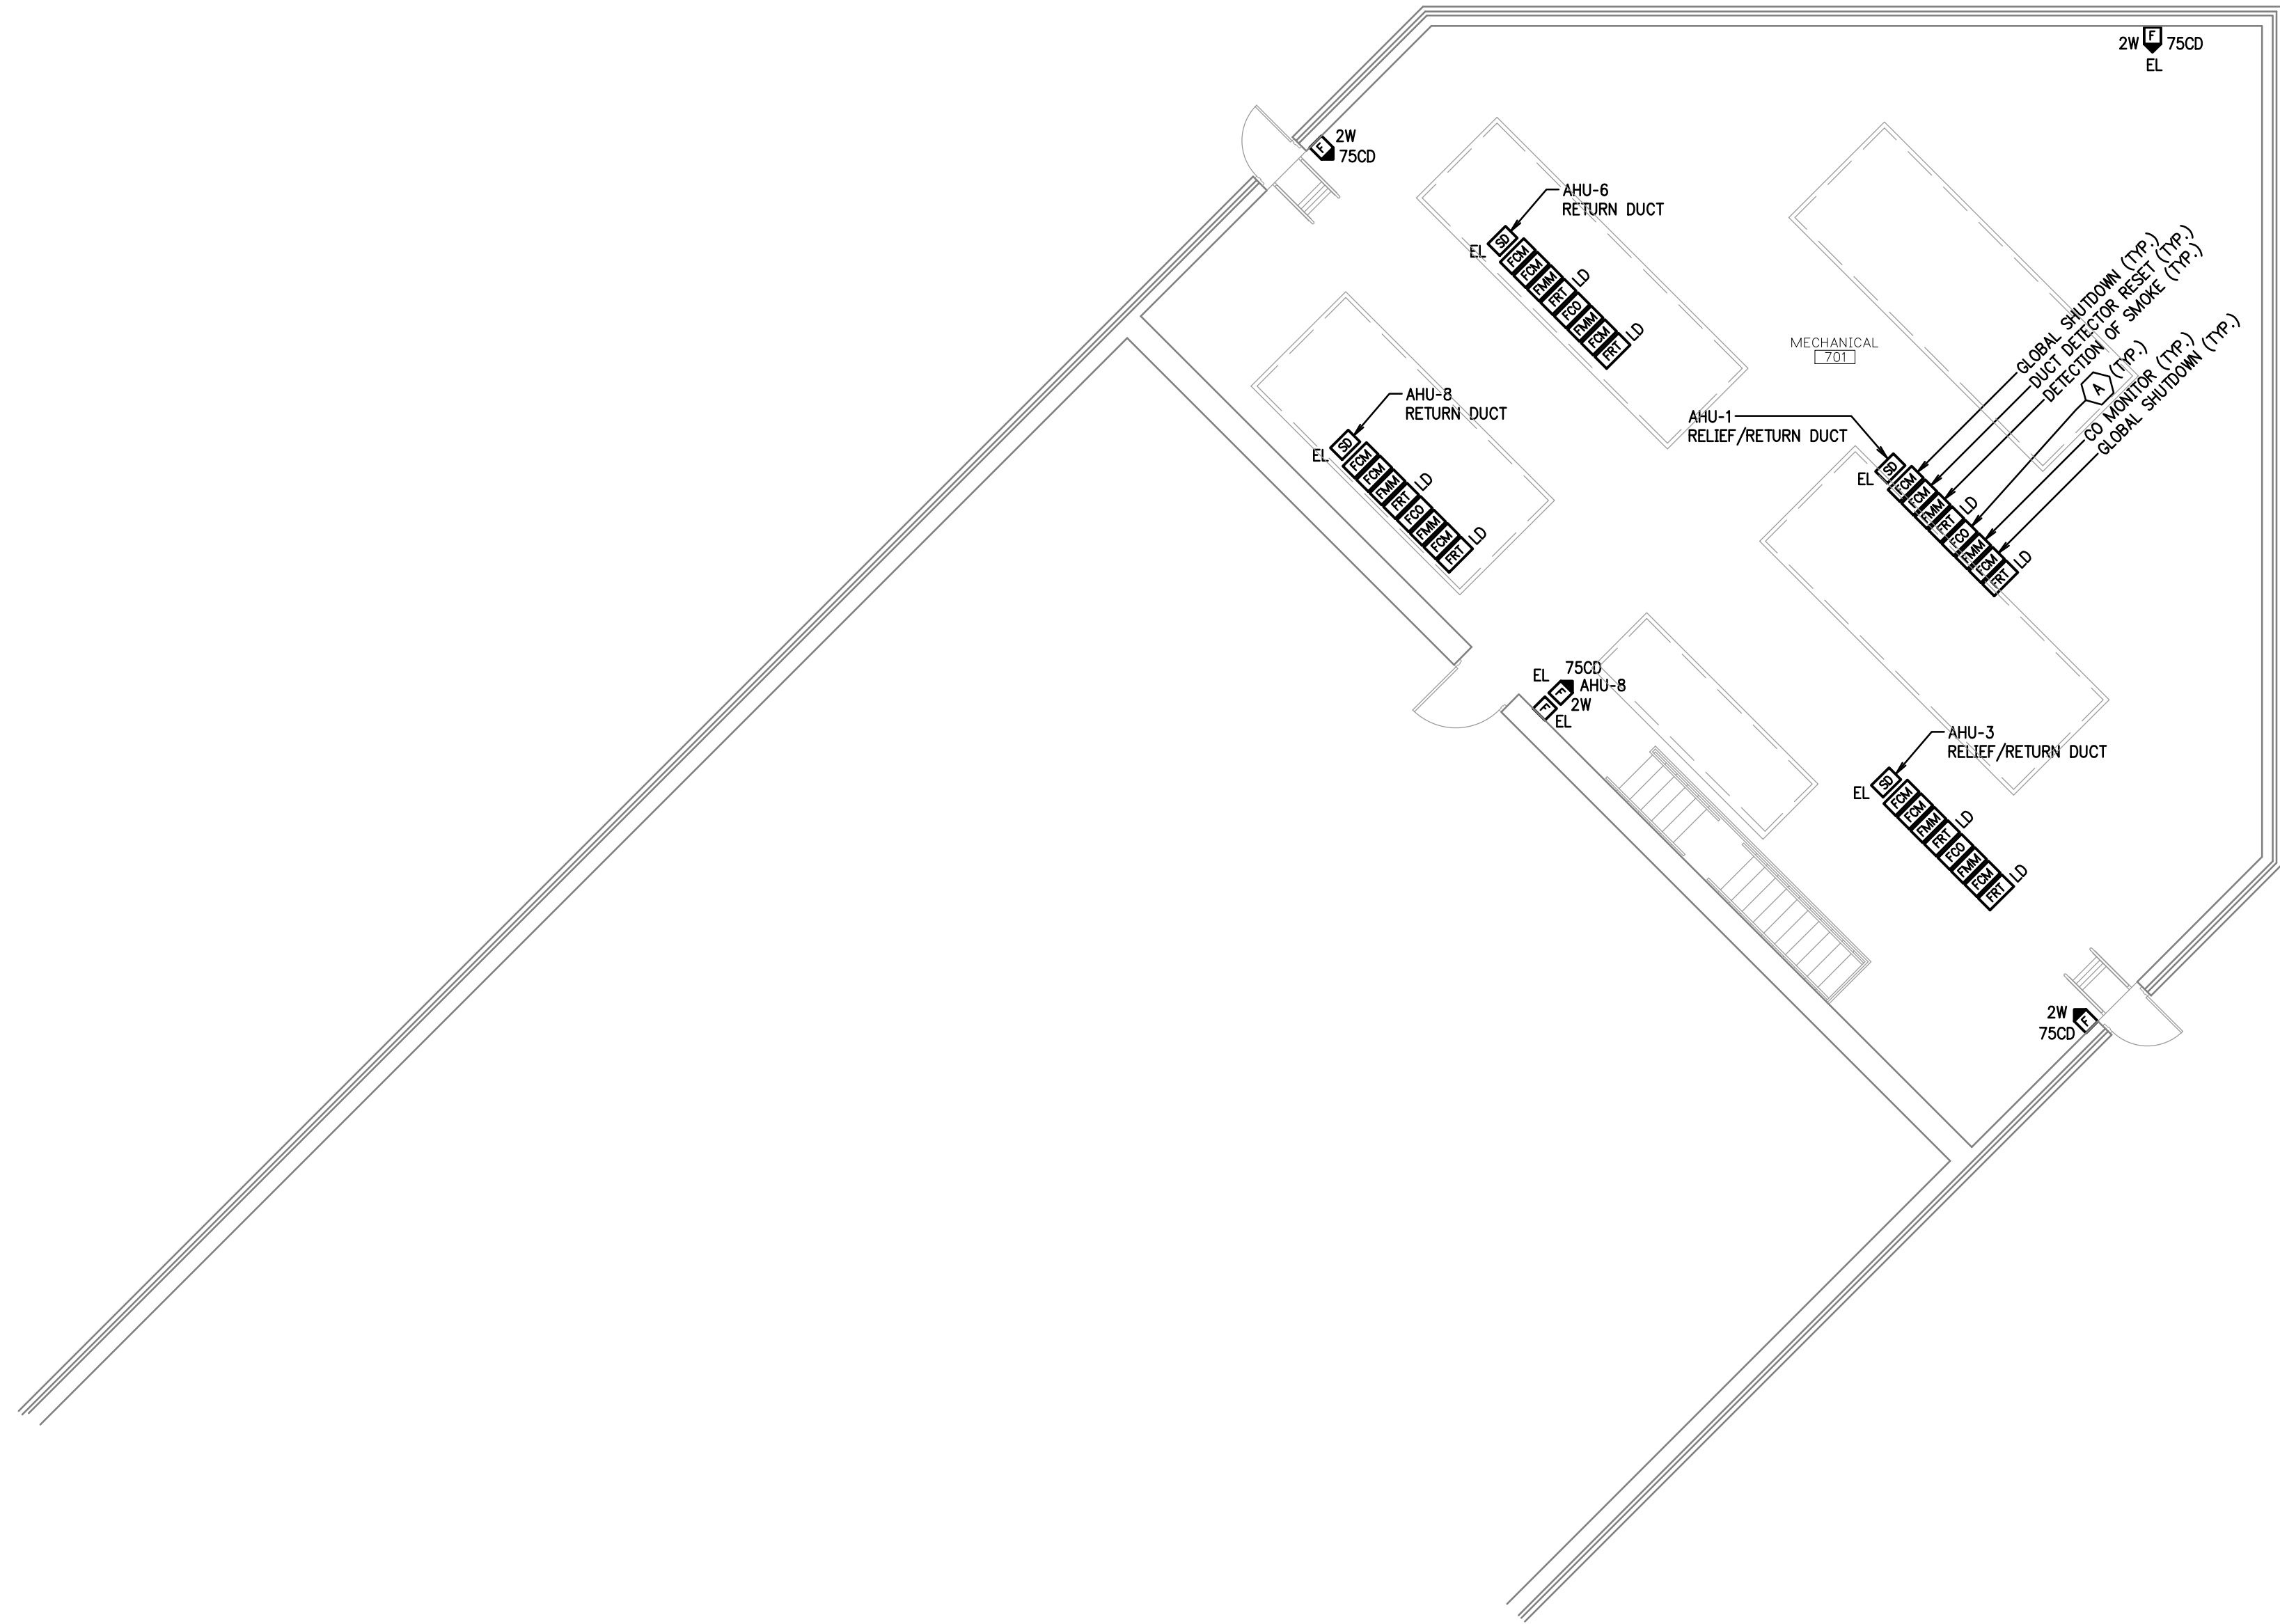 F
2W
75CD
EL
F
2W
75CD
AHU-6
RETURN DUCT
EL
SD
FCM
FCM
FMM
FRT
LD
FCO
FMM
FCM
FRT
LD
MECHANICAL
701
GLOBAL SHUTDOWN (TYP.)
DUCT DETECTOR RESET (TYP.)
DETECTION OF SMOKE (TYP.)
A (TYP.)
CO MONITOR (TYP.)
GLOBAL SHUTDOWN (TYP.)
AHU-8
RETURN DUCT
EL
SD
FCM
FCM
FMM
FRT
LD
FCO
FMM
FCM
FRT
LD
AHU-1
RELIEF/RETURN DUCT
EL
SD
FCM
FCM
FMM
FRT
LD
FCO
FMM
FCM
FRT
LD
75CD
EL
F
AHU-8
2W
F
EL
AHU-3
RELIEF/RETURN DUCT
EL
SD
FCM
FCM
FMM
FRT
LD
FCO
FMM
FCM
FRT
LD
2W
75CD
F